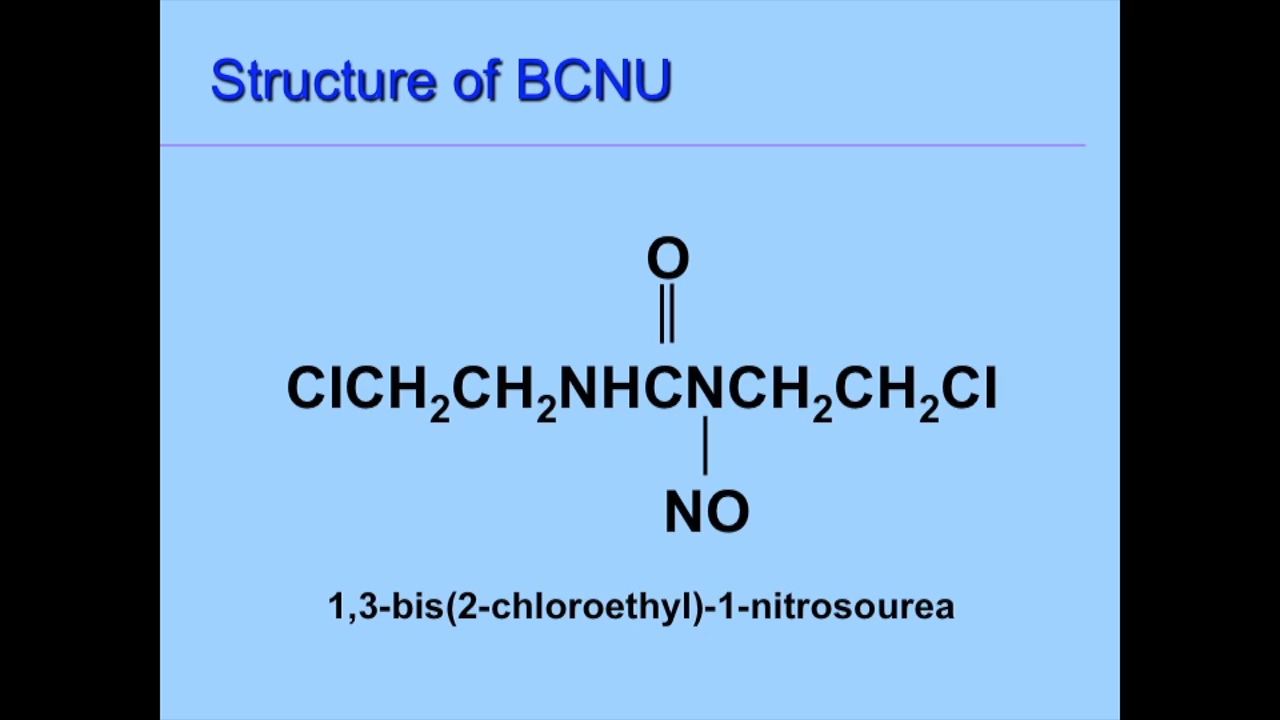 Structure of BCNU
O
ClCH₂CH₂NHCNCH₂CH₂Cl
NO
1,3-bis(2-chloroethyl)-1-nitrosourea